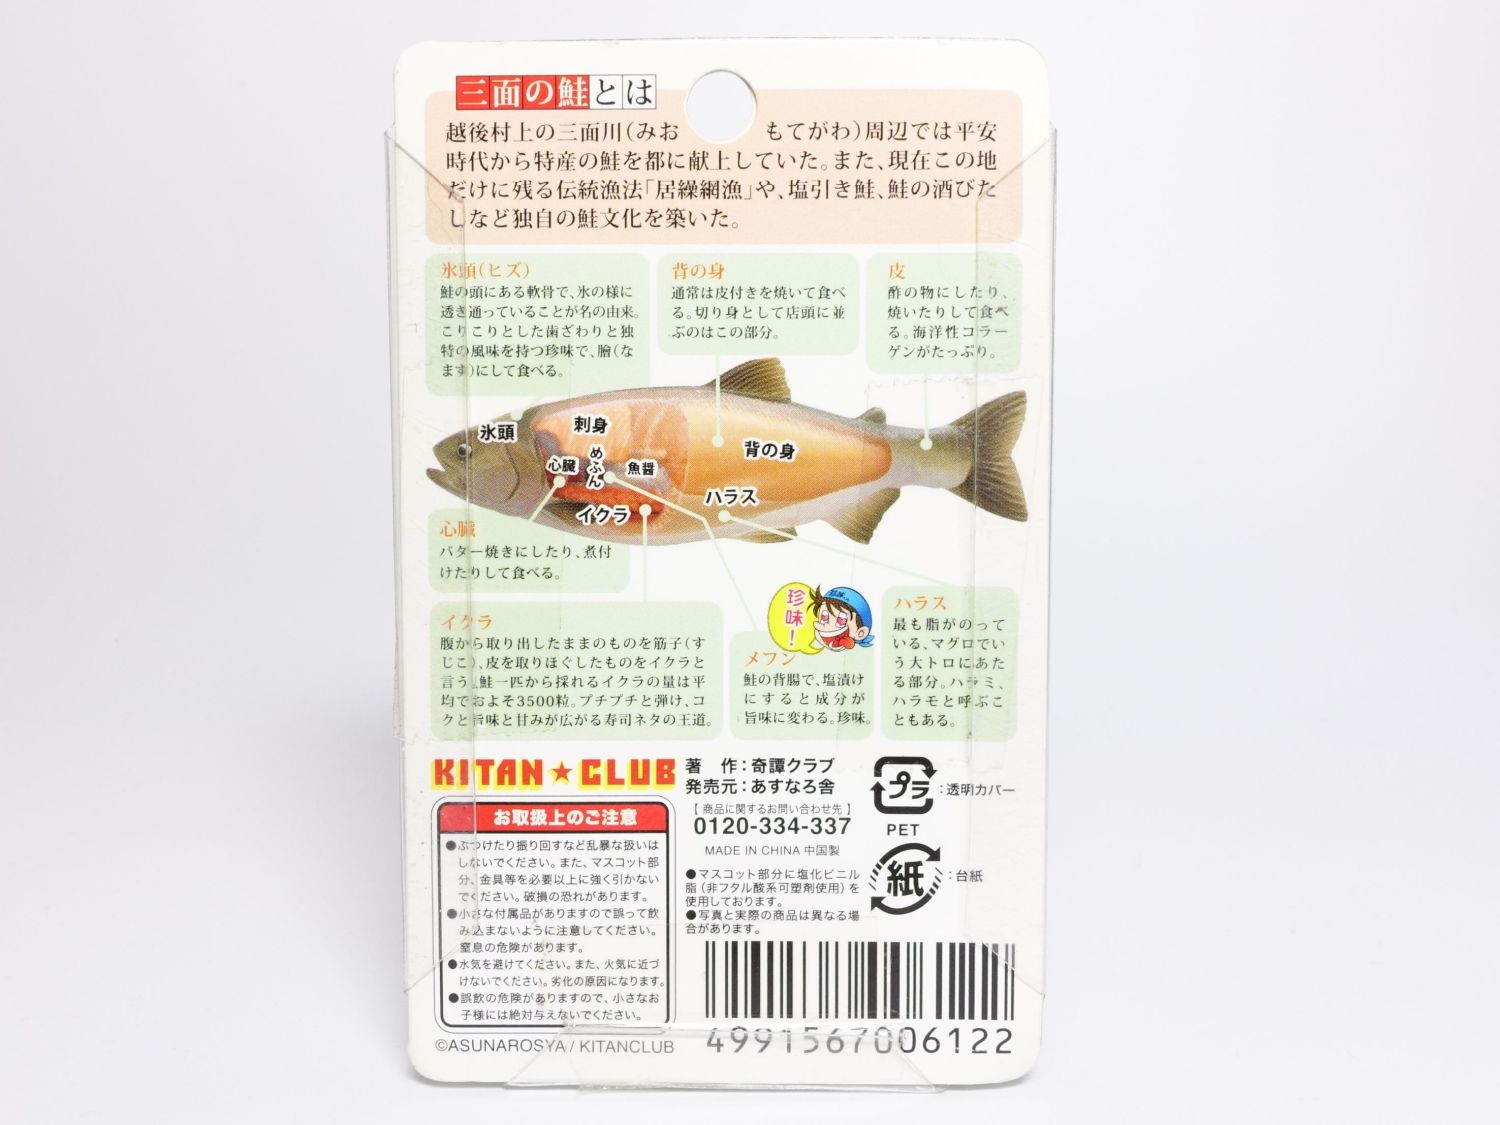 三面の鮭とは
越後村上の三面川(みおもてがわ)周辺では平安
時代から特産の鮭を都に献上していた。また、現在この地
だけに残る伝統漁法「居繰網漁」や、塩引き鮭、鮭の酒びた
しなど独自の鮭文化を築いた。
氷頭(ヒズ)
鮭の頭にある軟骨で、氷の様に
透き通っていることが名の由来。
こりこりとした歯ざわりと独
特の風味を持つ珍味で、膾(な
ます)にして食べる。
背の身
通常は皮付きを焼いて食べ
る。切り身として店頭に並
ぶのはこの部分。
皮
酢の物にしたり、
焼いたりして食べ
る。海洋性コラー
ゲンがたっぷり。
氷頭
刺身
心臓
めふん
魚醤
背の身
ハラス
イクラ
心臓
バター焼きにしたり、煮付
けたりして食べる。
イクラ
腹から取り出したままのものを筋子(す
じこ)、皮を取りほぐしたものをイクラと
言う。鮭一匹から採れるイクラの量は平
均でおよそ3500粒。プチプチと弾け、コ
クと旨味と甘みが広がる寿司ネタの王道。
珍味!
珍味
メフン
鮭の背腸で、塩漬け
にすると成分が
旨味に変わる。珍味。
ハラス
最も脂がのって
いる、マグロでい
う大トロにあた
る部分。ハラミ、
ハラモと呼ぶこ
ともある。
KITAN★CLUB
著 作:奇譚クラブ
発売元:あすなろ舎
【商品に関するお問い合わせ先】
0120-334-337
MADE IN CHINA 中国製
●マスコット部分に塩化ビニル
脂(非フタル酸系可塑剤使用)を
使用しております。
●写真と実際の商品は異なる場
合があります。
プラ
:透明カバー
PET
紙
:台紙
お取扱上のご注意
●ぶつけたり振り回すなど乱暴な扱いは
しないでください。また、マスコット部
分、金具等を必要以上に強く引かない
でください。破損の恐れがあります。
●小さな付属品がありますので誤って飲
み込まないように注意してください。
窒息の危険があります。
●水気を避けてください。また、火気に近づ
けないでください。劣化の原因になります。
●誤飲の危険がありますので、小さなお
子様には絶対与えないでください。
©ASUNAROSYA / KITANCLUB
4991567006122